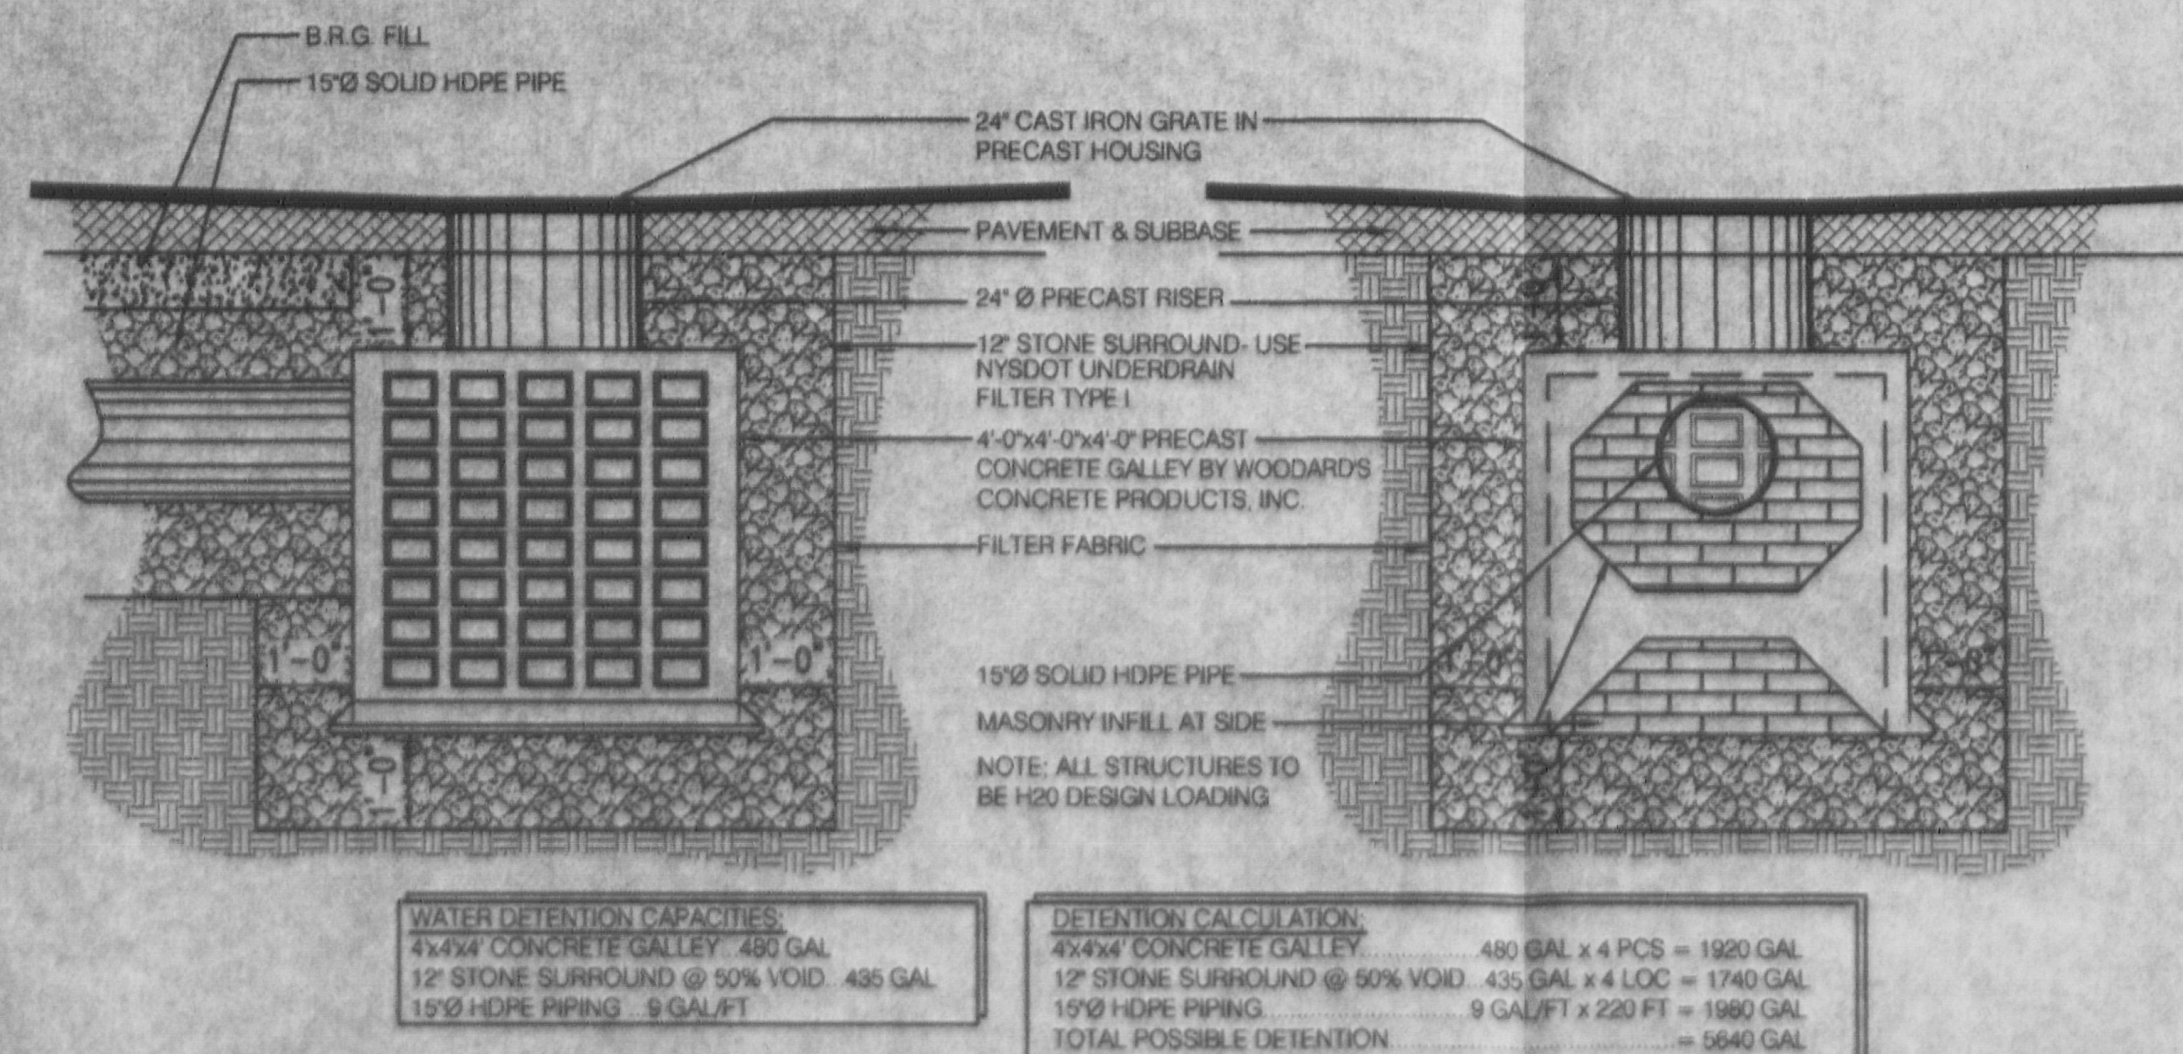 B.R.G. FILL
15"Ø SOLID HDPE PIPE
24" CAST IRON GRATE IN
PRECAST HOUSING
PAVEMENT & SUBBASE
24" Ø PRECAST RISER
12" STONE SURROUND- USE
NYSDOT UNDERDRAIN
FILTER TYPE I
4'-0"x4'-0"x4'-0" PRECAST
CONCRETE GALLEY BY WOODARD'S
CONCRETE PRODUCTS, INC.
FILTER FABRIC
15"Ø SOLID HDPE PIPE
MASONRY INFILL AT SIDE
NOTE: ALL STRUCTURES TO
BE H20 DESIGN LOADING
1'-0"
1'-0"
1'-0"
1'-0"
WATER DETENTION CAPACITIES:
4'x4'x4' CONCRETE GALLEY...480 GAL
12" STONE SURROUND @ 50% VOID...435 GAL
15"Ø HDPE PIPING...9 GAL/FT
DETENTION CALCULATION:
4'x4'x4' CONCRETE GALLEY...................480 GAL x 4 PCS = 1920 GAL
12" STONE SURROUND @ 50% VOID...435 GAL x 4 LOC = 1740 GAL
15"Ø HDPE PIPING................................9 GAL/FT x 220 FT = 1980 GAL
TOTAL POSSIBLE DETENTION.............................................= 5640 GAL